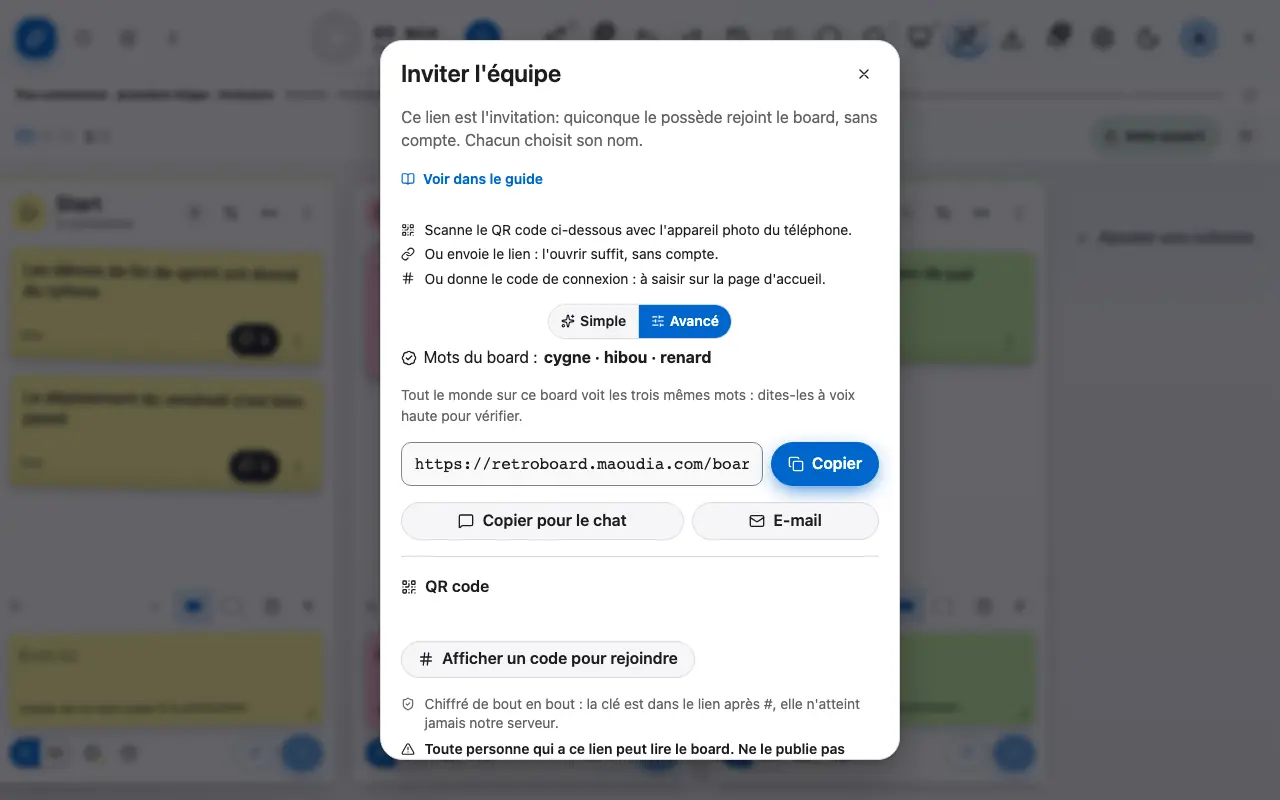 Inviter l'équipe
Ce lien est l'invitation: quiconque le possède rejoint le board, sans
compte. Chacun choisit son nom.
Voir dans le guide
Scanne le QR code ci-dessous avec l'appareil photo du téléphone.
Ou envoie le lien : l'ouvrir suffit, sans compte.
Ou donne le code de connexion : à saisir sur la page d'accueil.
Simple Avancé
Mots du board : cygne · hibou · renard
Tout le monde sur ce board voit les trois mêmes mots : dites-les à voix
haute pour vérifier.
https://retroboard.maoudia.com/boar
Copier
Copier pour le chat
E-mail
QR code
Afficher un code pour rejoindre
Chiffré de bout en bout : la clé est dans le lien après #, elle n'atteint
jamais notre serveur.
Toute personne qui a ce lien peut lire le board. Ne le publie pas
Start